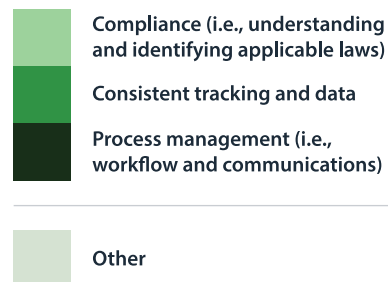 Compliance (i.e., understanding
and identifying applicable laws)
Consistent tracking and data
Process management (i.e.,
workflow and communications)
Other